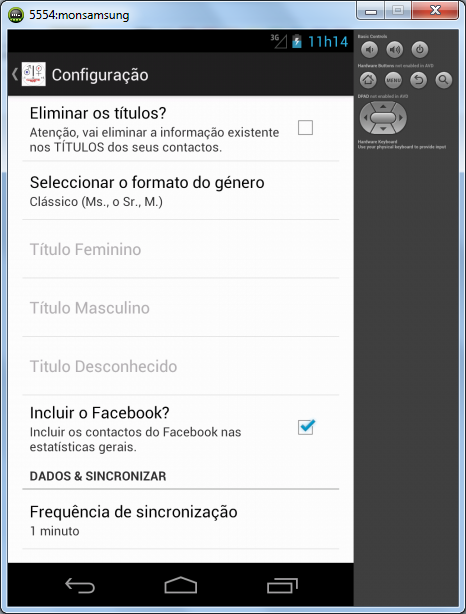 5554:monsamsung
3G
11h14
Configuração
Eliminar os títulos?
Atenção, vai eliminar a informação existente
nos TÍTULOS dos seus contactos.
Seleccionar o formato do género
Clássico (Ms., o Sr., M.)
Título Feminino
Título Masculino
Titulo Desconhecido
Incluir o Facebook?
Incluir os contactos do Facebook nas
estatísticas gerais.
DADOS & SINCRONIZAR
Frequência de sincronização
1 minuto
Basic Controls
Hardware Buttons not enabled in AVD
MENU
DPAD not enabled in AVD
Hardware Keyboard
Use your physical keyboard to provide input